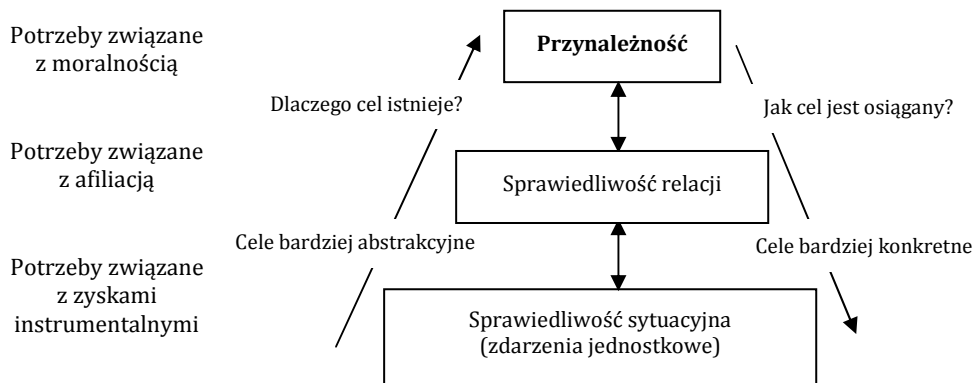 Potrzeby związane
z moralnością
Przynależność
Dlaczego cel istnieje?
Jak cel jest osiągany?
Potrzeby związane
z afiliacją
Sprawiedliwość relacji
Cele bardziej abstrakcyjne
Cele bardziej konkretne
Potrzeby związane
z zyskami
instrumentalnymi
Sprawiedliwość sytuacyjna
(zdarzenia jednostkowe)